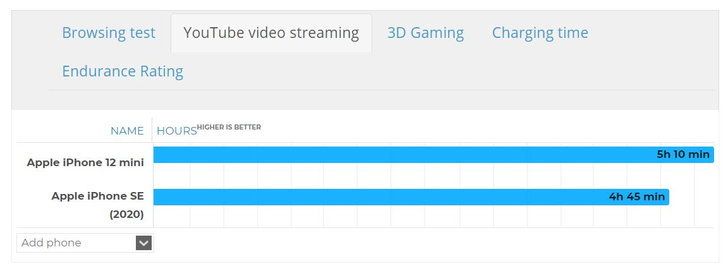 Browsing test YouTube video streaming 3D Gaming Charging time
Endurance Rating
NAME HOURS HIGHER IS BETTER
Apple iPhone 12 mini 5h 10 min
Apple iPhone SE 4h 45 min
(2020)
Add phone